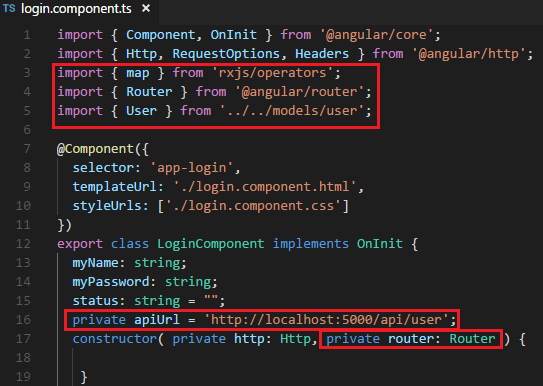 TS login.component.ts ×
1 import { Component, OnInit } from '@angular/core';
2 import { Http, RequestOptions, Headers } from '@angular/http';
3 import { map } from 'rxjs/operators';
4 import { Router } from '@angular/router';
5 import { User } from '../../models/user';
6
7 @Component({
8 selector: 'app-login',
9 templateUrl: './login.component.html',
10 styleUrls: ['./login.component.css']
11 })
12 export class LoginComponent implements OnInit {
13 myName: string;
14 myPassword: string;
15 status: string = "";
16 private apiUrl = 'http://localhost:5000/api/user';
17 constructor( private http: Http, private router: Router ) {
18
19 }